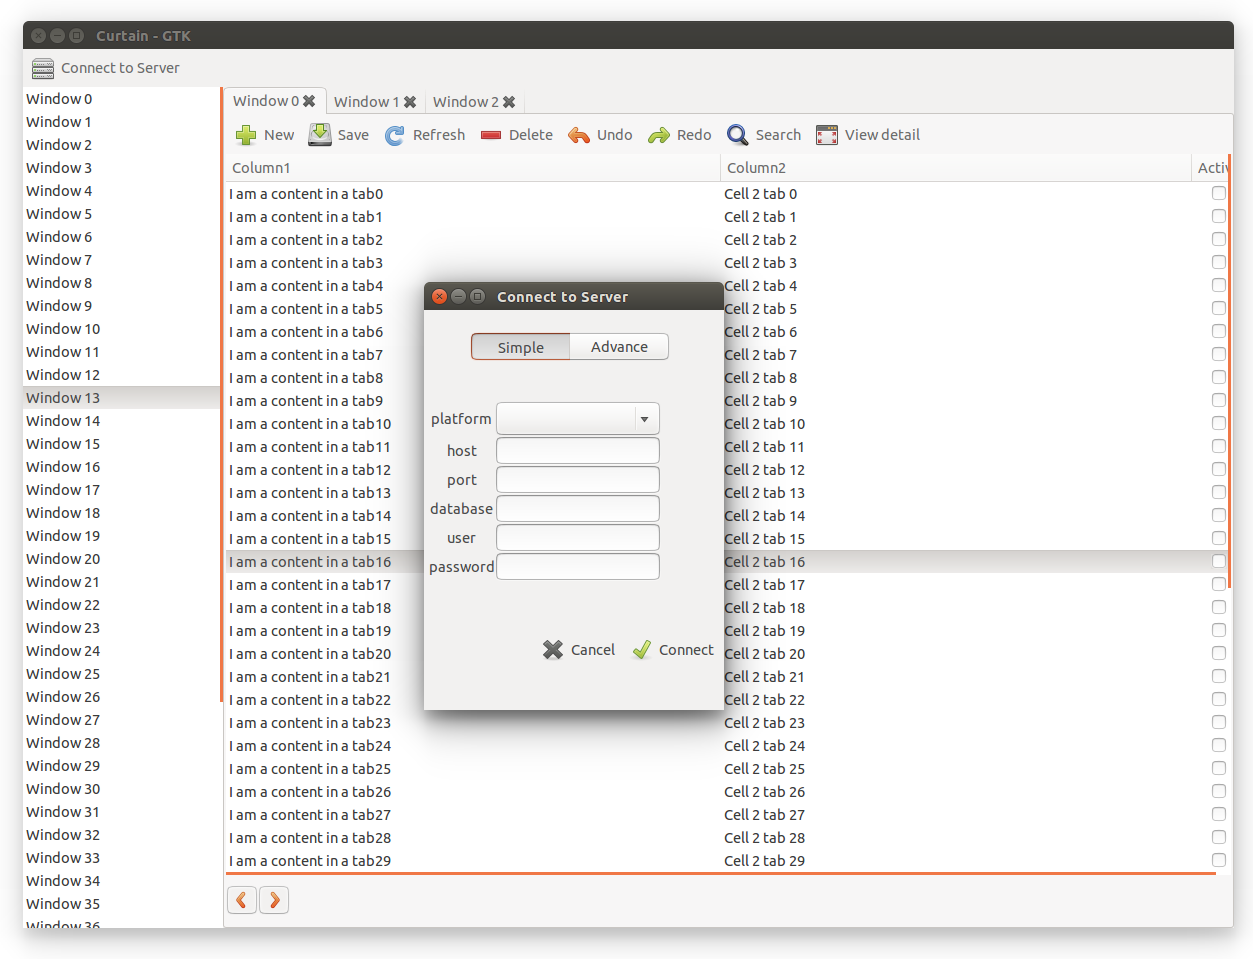 Curtain - GTK
Connect to Server
Window 0
Window 1
Window 2
Window 3
Window 4
Window 5
Window 6
Window 7
Window 8
Window 9
Window 10
Window 11
Window 12
Window 13
Window 14
Window 15
Window 16
Window 17
Window 18
Window 19
Window 20
Window 21
Window 22
Window 23
Window 24
Window 25
Window 26
Window 27
Window 28
Window 29
Window 30
Window 31
Window 32
Window 33
Window 34
Window 35
Window 36
Window 0 Window 1 Window 2
New Save Refresh Delete Undo Redo Search View detail
Column1 Column2 Activ
I am a content in a tab0 Cell 2 tab 0
I am a content in a tab1 Cell 2 tab 1
I am a content in a tab2 Cell 2 tab 2
I am a content in a tab3 Cell 2 tab 3
I am a content in a tab4 Cell 2 tab 4
I am a content in a tab5 Cell 2 tab 5
I am a content in a tab6 Cell 2 tab 6
I am a content in a tab7 Cell 2 tab 7
I am a content in a tab8 Cell 2 tab 8
I am a content in a tab9 Cell 2 tab 9
I am a content in a tab10 Cell 2 tab 10
I am a content in a tab11 Cell 2 tab 11
I am a content in a tab12 Cell 2 tab 12
I am a content in a tab13 Cell 2 tab 13
I am a content in a tab14 Cell 2 tab 14
I am a content in a tab15 Cell 2 tab 15
I am a content in a tab16 Cell 2 tab 16
I am a content in a tab17 Cell 2 tab 17
I am a content in a tab18 Cell 2 tab 18
I am a content in a tab19 Cell 2 tab 19
I am a content in a tab20 Cell 2 tab 20
I am a content in a tab21 Cell 2 tab 21
I am a content in a tab22 Cell 2 tab 22
I am a content in a tab23 Cell 2 tab 23
I am a content in a tab24 Cell 2 tab 24
I am a content in a tab25 Cell 2 tab 25
I am a content in a tab26 Cell 2 tab 26
I am a content in a tab27 Cell 2 tab 27
I am a content in a tab28 Cell 2 tab 28
I am a content in a tab29 Cell 2 tab 29
Connect to Server
Simple Advance
platform
host
port
database
user
password
Cancel Connect